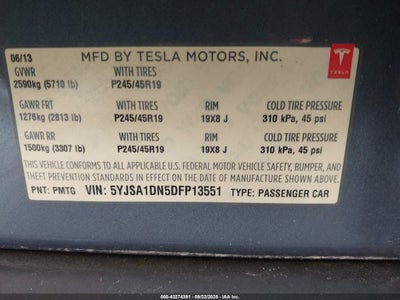 06/13 MFD BY TESLA MOTORS, INC.
GVWR WITH TIRES
2590kg (5710 lb) P245/45R19
TESLA
GAWR FRT WITH TIRES RIM COLD TIRE PRESSURE
1276kg (2813 lb) P245/45R19 19X8 J 310 kPa, 45 psi
GAWR RR WITH TIRES RIM COLD TIRE PRESSURE
1500kg (3307 lb) P245/45R19 19X8 J 310 kPa, 45 psi
THIS VEHICLE CONFORMS TO ALL APPLICABLE U.S. FEDERAL MOTOR VEHICLE SAFETY, BUMPER, AND
THEFT PREVENTION STANDARDS IN EFFECT ON THE DATE OF MANUFACTURE SHOWN ABOVE.
PNT: PMTG VIN: 5YJSA1DN5DFP13551 TYPE: PASSENGER CAR
000-43274391 - 09/22/2025 - IAA